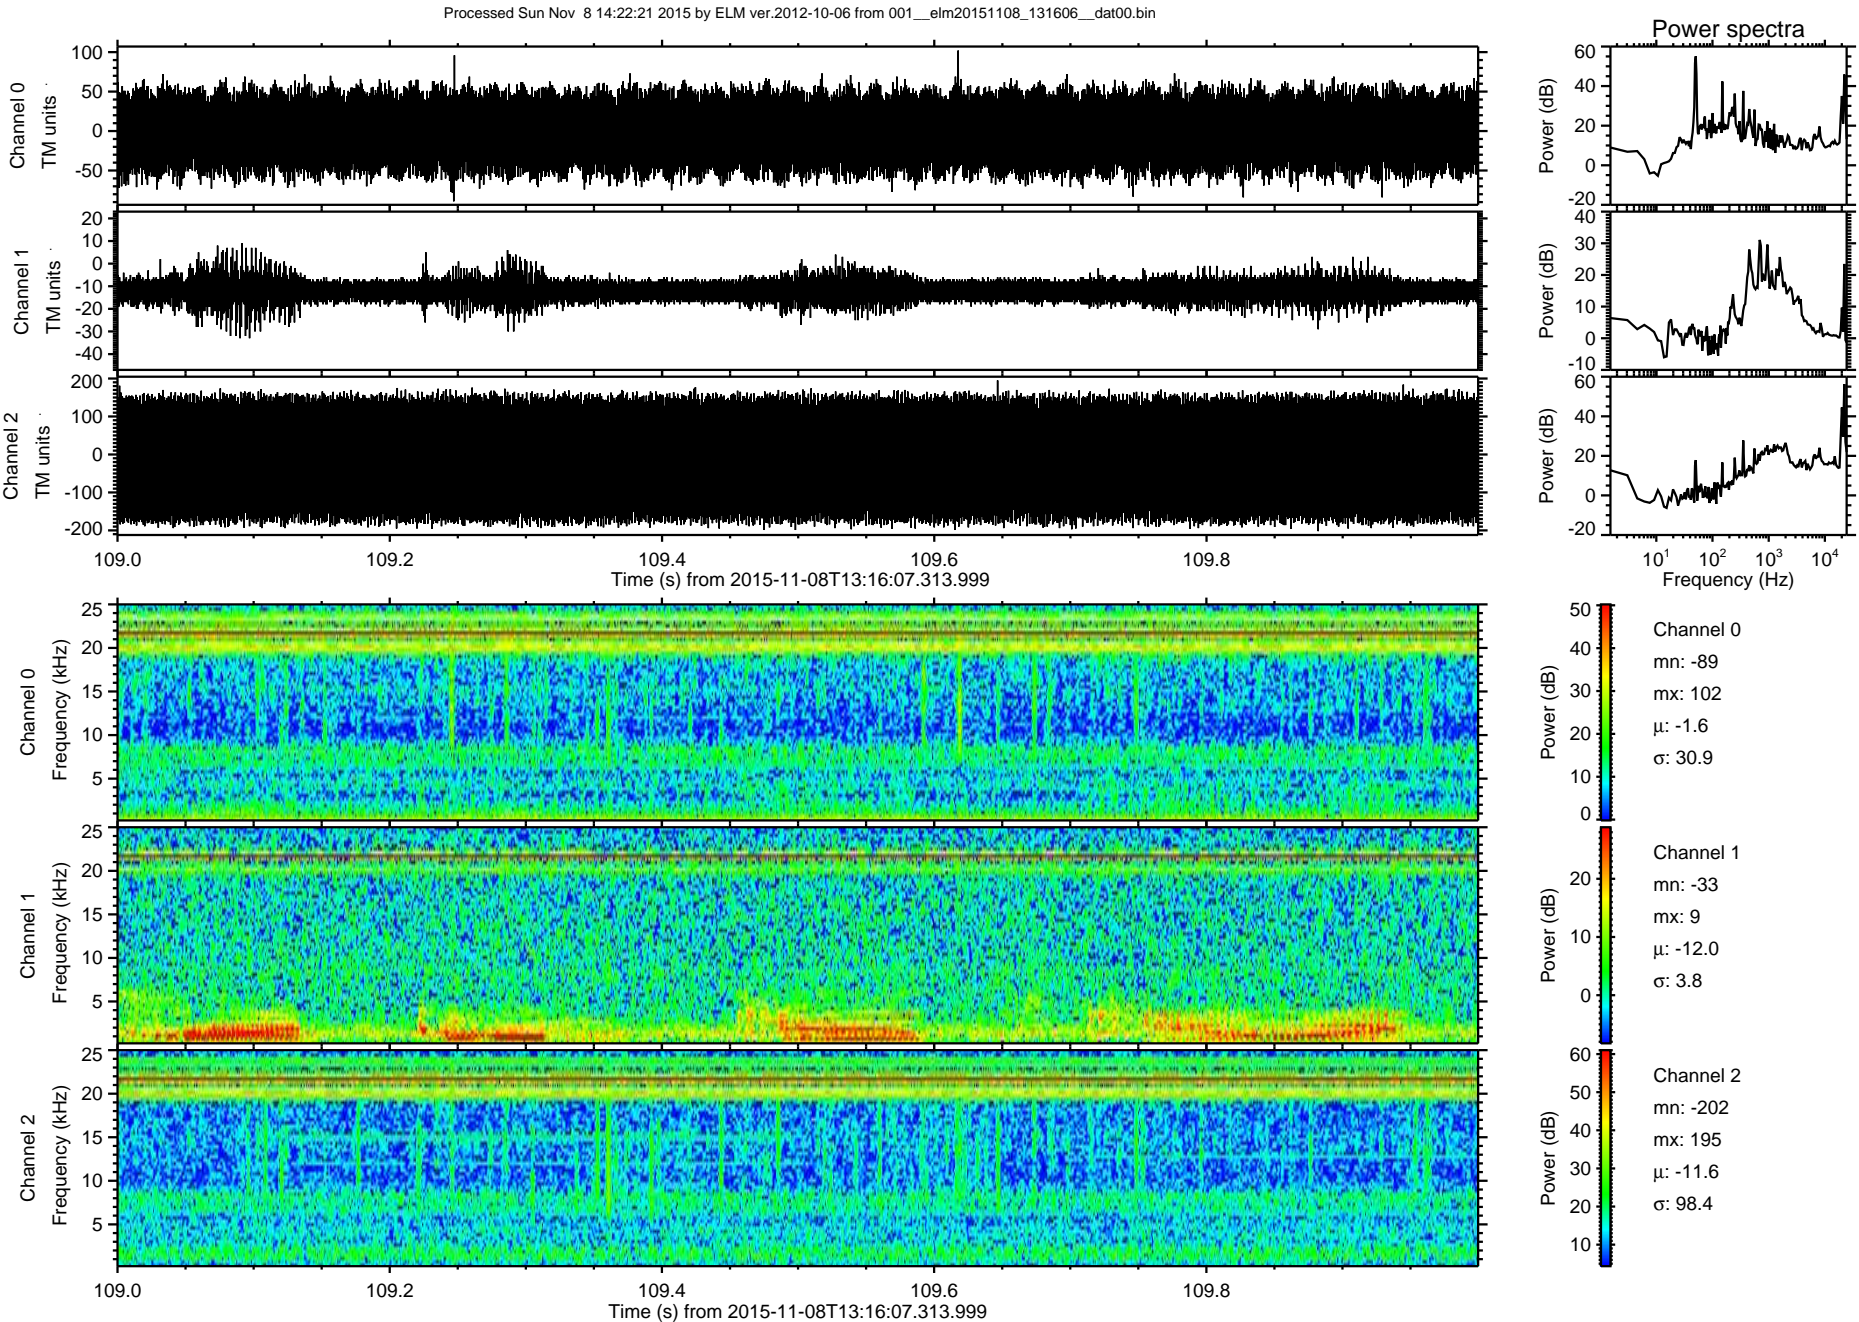 Processed Sun Nov  8 14:22:21 2015 by ELM ver.2012-10-06 from 001__elm20151108_131606__dat00.bin
Power spectra
Channel 0
TM units
100
50
0
-50
Power (dB)
60
40
20
0
-20
Channel 1
TM units
20
10
0
-10
-20
-30
-40
Power (dB)
40
30
20
10
0
-10
Channel 2
TM units
200
100
0
-100
-200
Power (dB)
60
40
20
0
-20
109.0 109.2 109.4 109.6 109.8
Time (s) from 2015-11-08T13:16:07.313.999
10¹ 10² 10³ 10⁴
Frequency (Hz)
Channel 0
Frequency (kHz)
25
20
15
10
5
Power (dB)
50
40
30
20
10
0
Channel 0
mn: -89
mx: 102
μ: -1.6
σ: 30.9
Channel 1
Frequency (kHz)
25
20
15
10
5
Power (dB)
20
10
0
Channel 1
mn: -33
mx: 9
μ: -12.0
σ: 3.8
Channel 2
Frequency (kHz)
25
20
15
10
5
Power (dB)
60
50
40
30
20
10
Channel 2
mn: -202
mx: 195
μ: -11.6
σ: 98.4
109.0 109.2 109.4 109.6 109.8
Time (s) from 2015-11-08T13:16:07.313.999